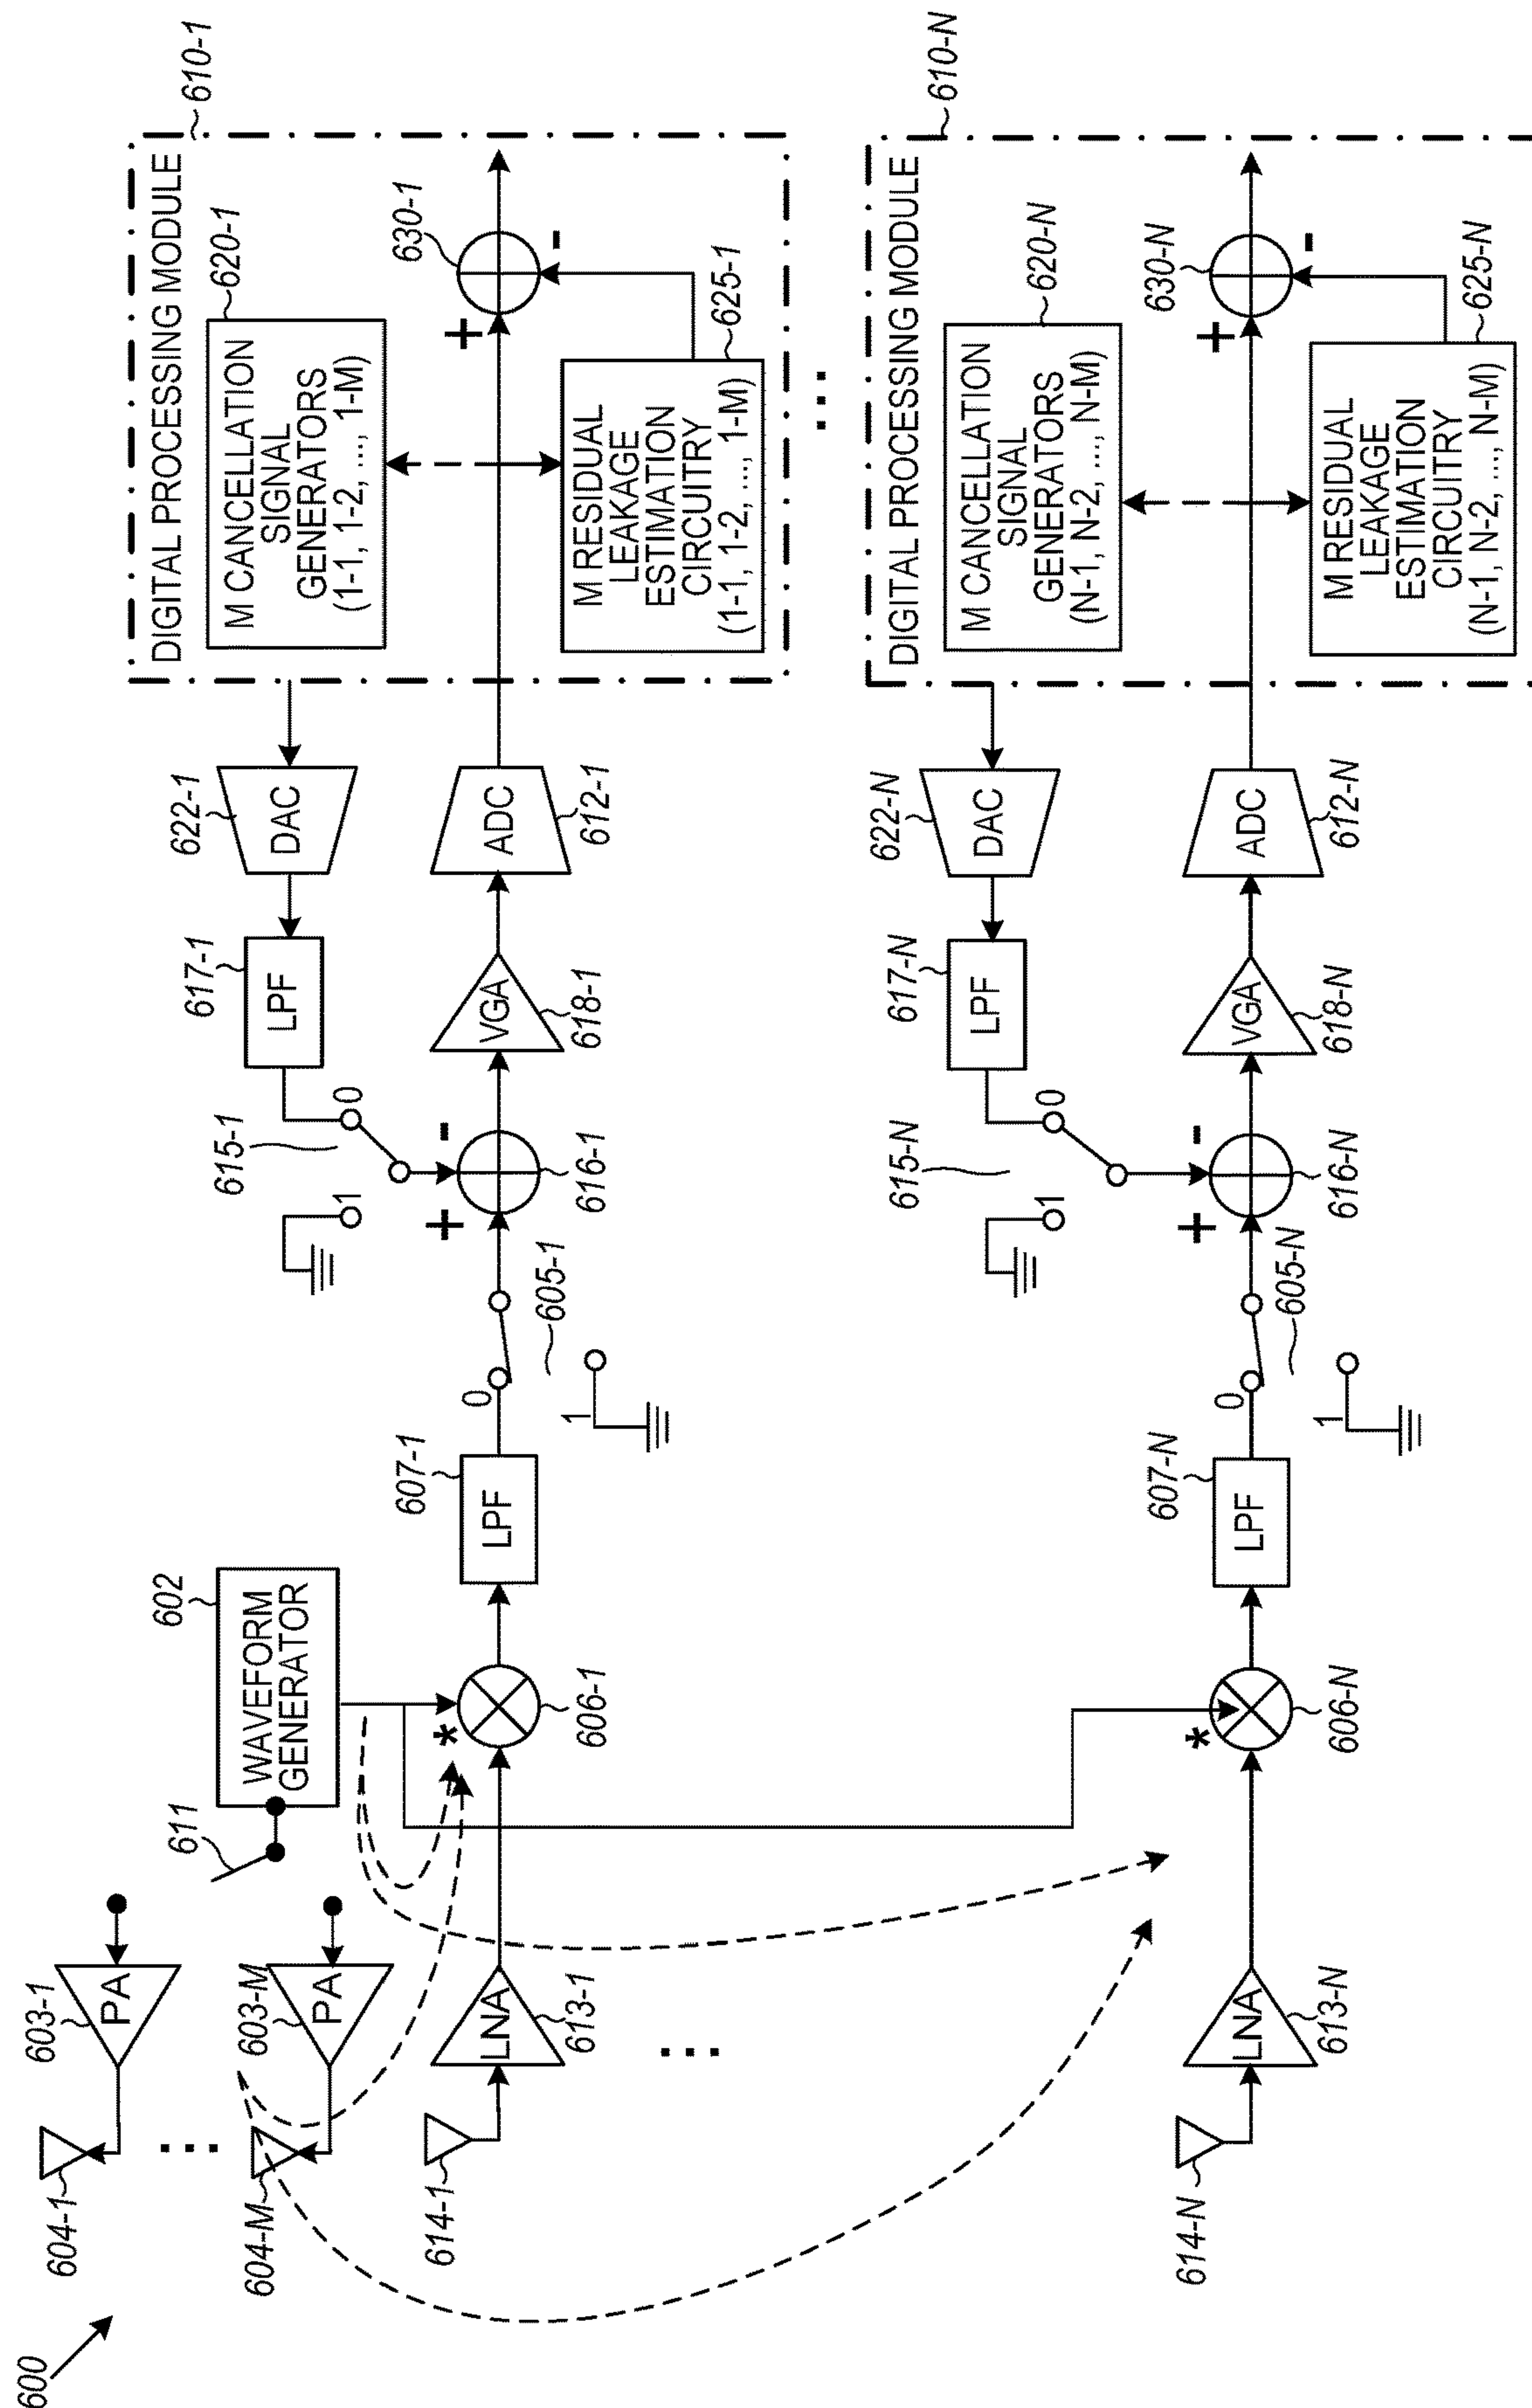 600
604-1
603-1
PA
...
604-M
603-M
PA
611
602
WAVEFORM
GENERATOR
614-1
LNA
613-1
*
606-1
607-1
LPF
0
1
605-1
615-1
0
1
+
-
616-1
617-1
LPF
VGA
618-1
622-1
DAC
ADC
612-1
610-1
DIGITAL PROCESSING MODULE
620-1
M CANCELLATION
SIGNAL
GENERATORS
(1-1, 1-2, ..., 1-M)
630-1
+
-
625-1
M RESIDUAL
LEAKAGE
ESTIMATION
CIRCUITRY
(1-1, 1-2, ..., 1-M)
...
...
614-N
LNA
613-N
*
606-N
607-N
LPF
0
1
605-N
615-N
0
1
+
-
616-N
617-N
LPF
VGA
618-N
622-N
DAC
ADC
612-N
610-N
DIGITAL PROCESSING MODULE
620-N
M CANCELLATION
SIGNAL
GENERATORS
(N-1, N-2, ..., N-M)
630-N
+
-
625-N
M RESIDUAL
LEAKAGE
ESTIMATION
CIRCUITRY
(N-1, N-2, ..., N-M)